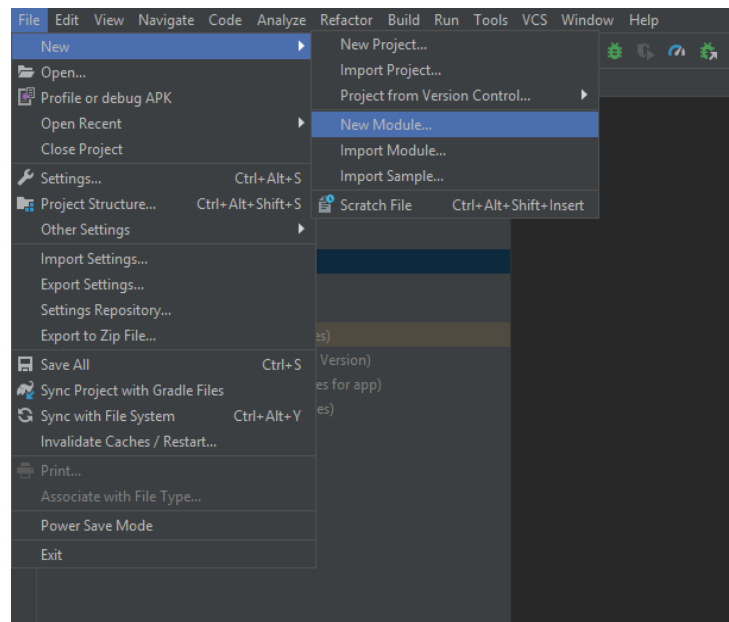 File Edit View Navigate Code Analyze Refactor Build Run Tools VCS Window Help
New
Open...
Profile or debug APK
Open Recent
Close Project
Settings... Ctrl+Alt+S
Project Structure... Ctrl+Alt+Shift+S
Other Settings
Import Settings...
Export Settings...
Settings Repository...
Export to Zip File...
Save All Ctrl+S
Sync Project with Gradle Files
Sync with File System Ctrl+Alt+Y
Invalidate Caches / Restart...
Print...
Associate with File Type...
Power Save Mode
Exit
New Project...
Import Project...
Project from Version Control...
New Module...
Import Module...
Import Sample...
Scratch File Ctrl+Alt+Shift+Insert
es)
Version)
es for app)
es)